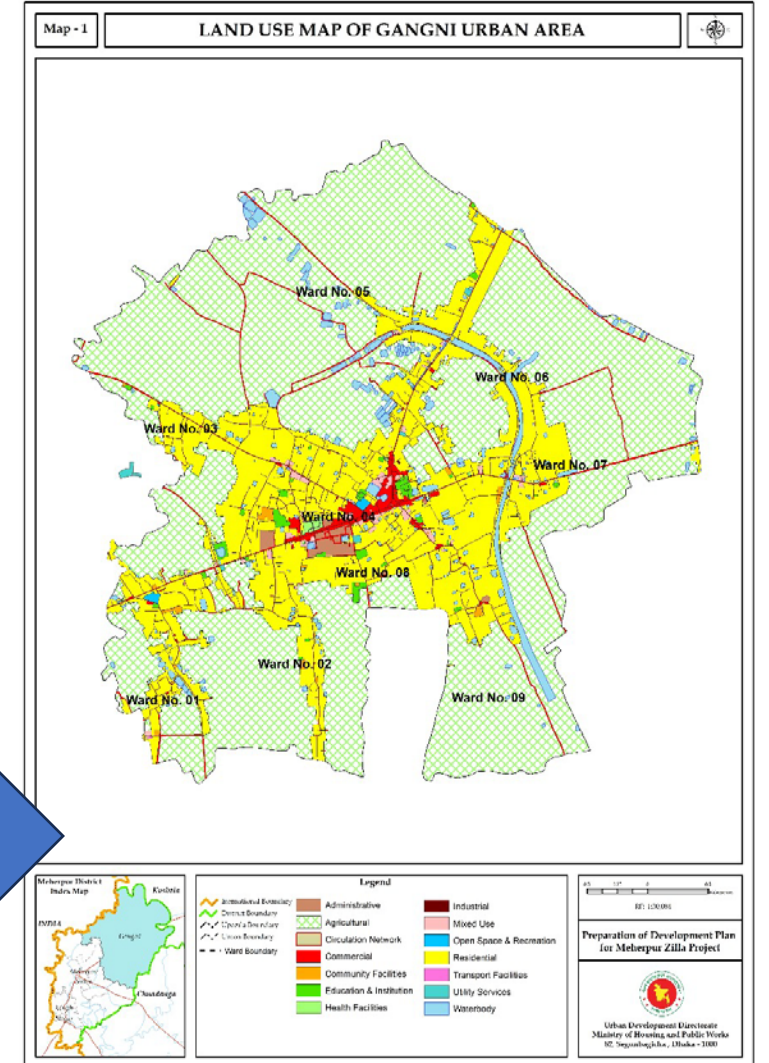 Map - 1
LAND USE MAP OF GANGNI URBAN AREA
Ward No. 05
Ward No. 06
Ward No. 03
Ward No. 07
Ward No. 04
Ward No. 08
Ward No. 02
Ward No. 01
Ward No. 09
Meherpur District
Index Map
Kushtia
INDIA
Gangni
Chuadanga
Legend
International Boundary
District Boundary
Upazila Boundary
Union Boundary
Ward Boundary
Administrative
Agricultural
Circulation Network
Commercial
Community Facilities
Education & Institution
Health Facilities
Industrial
Mixed Use
Open Space & Recreation
Residential
Transport Facilities
Utility Services
Waterbody
Preparation of Development Plan
for Meherpur Zilla Project
Urban Development Directorate
Ministry of Housing and Public Works
82, Segunbagicha, Dhaka - 1000